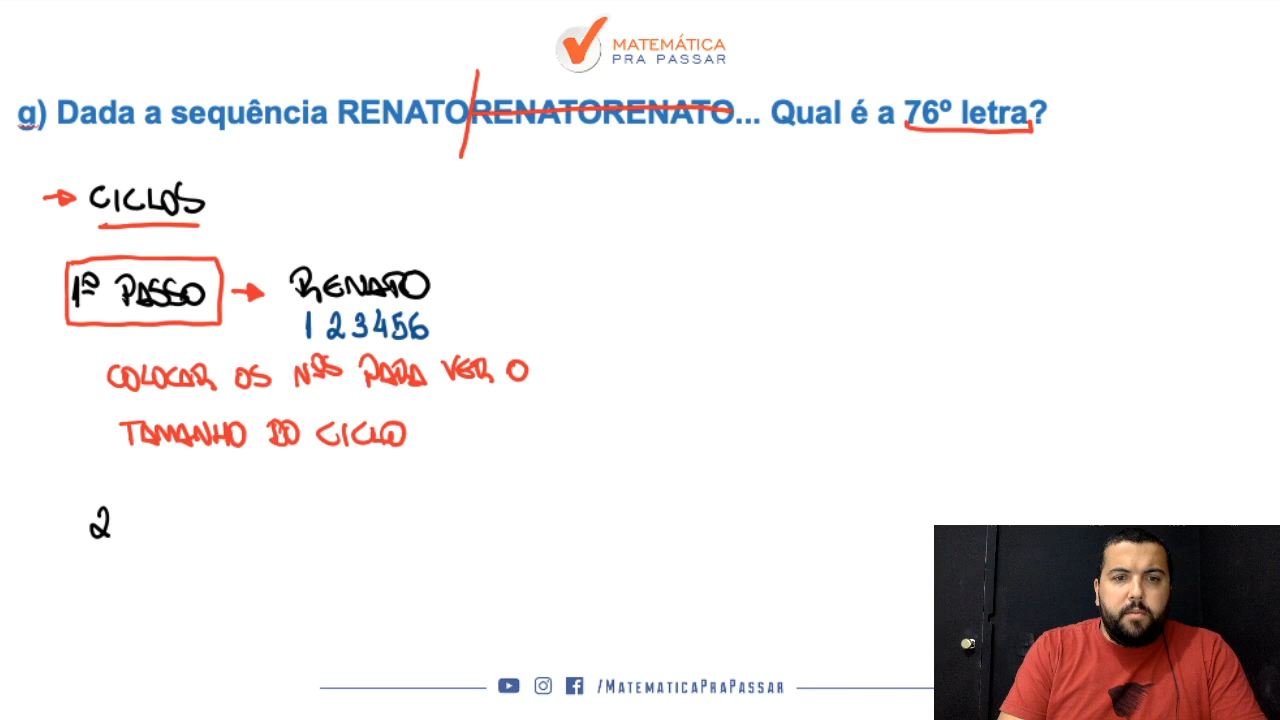 MATEMÁTICA
PRA PASSAR
g) Dada a sequência RENATORENATORENATO... Qual é a 76º letra?
→ CICLOS
1º PASSO → RENATO
1 2 3 4 5 6
COLOCAR OS NºS PARA VER O
TAMANHO DO CICLO
2
/MATEMATICAPRAPASSAR